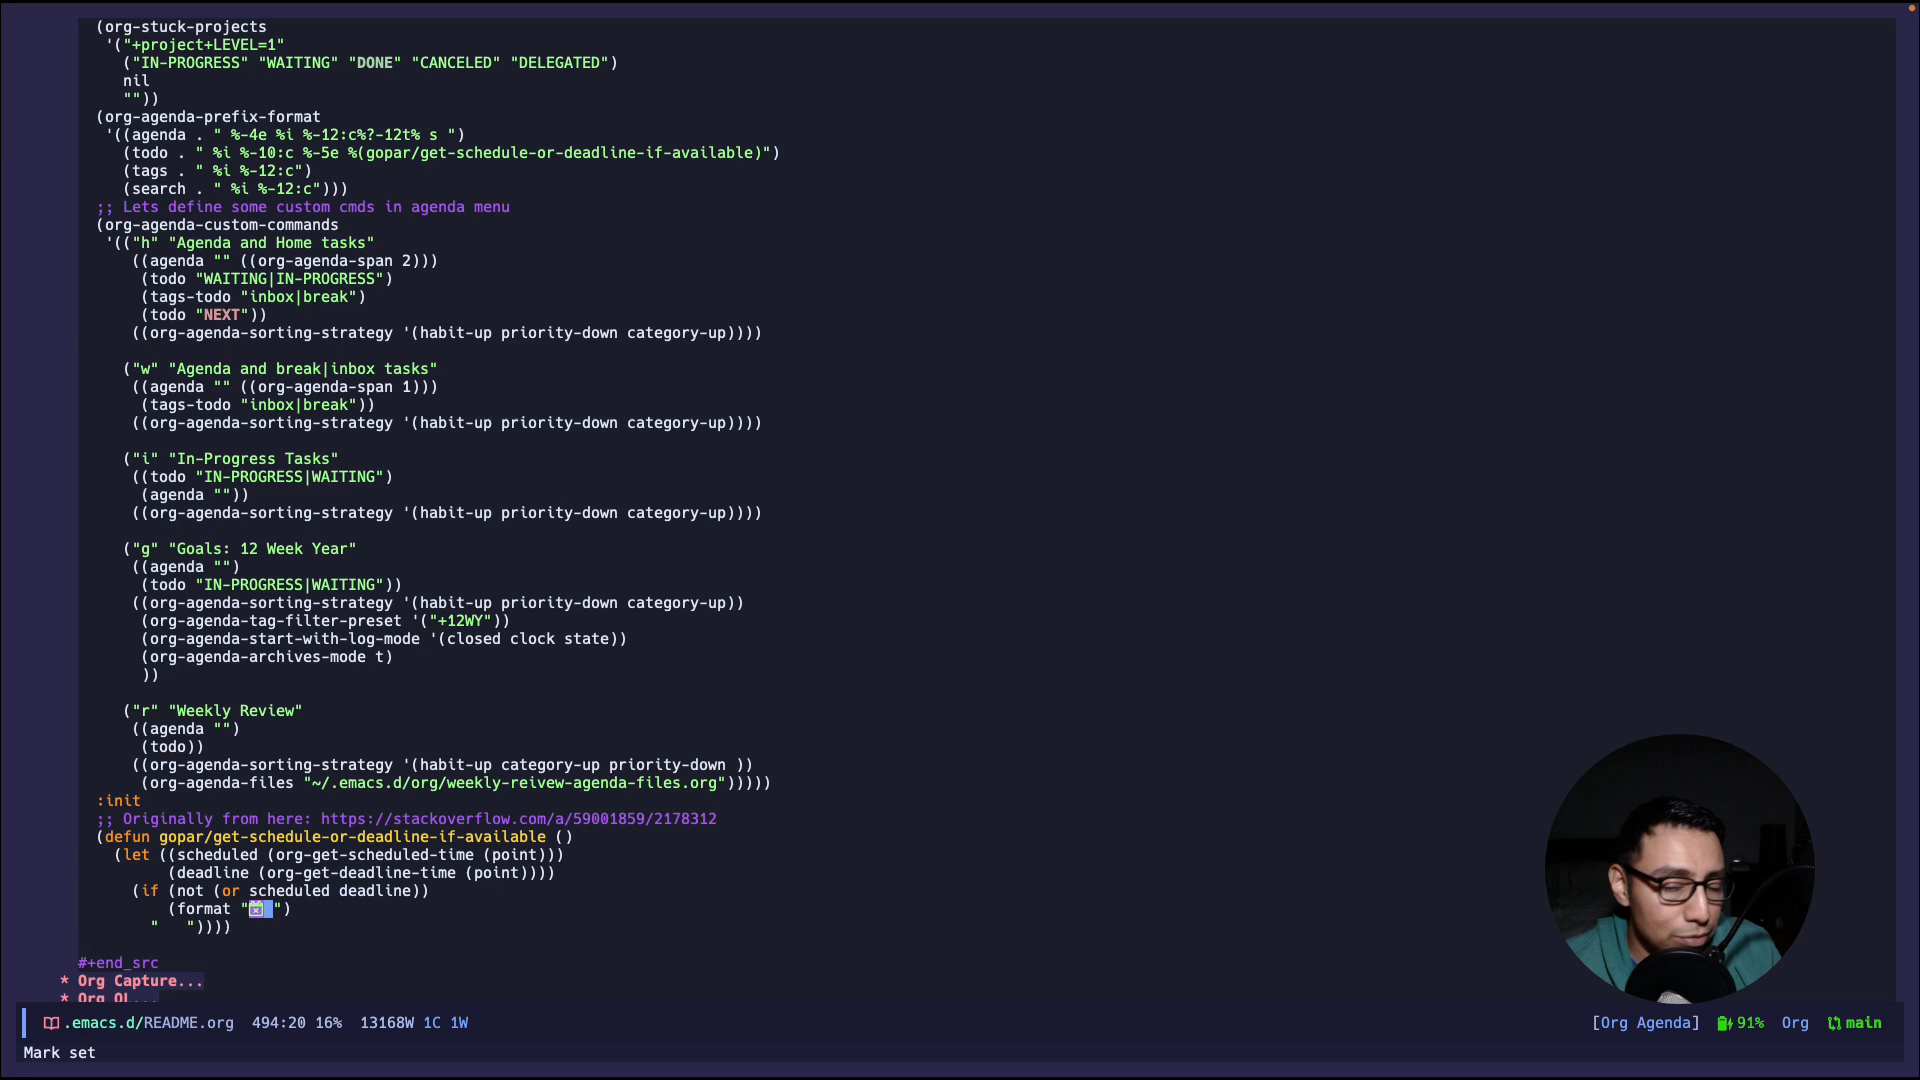 (org-stuck-projects
'("+project+LEVEL=1"
("IN-PROGRESS" "WAITING" "DONE" "CANCELED" "DELEGATED")
nil
""))
(org-agenda-prefix-format
'((agenda . " %-4e %i %-12:c%?-12t% s ")
(todo . " %i %-10:c %-5e %(gopar/get-schedule-or-deadline-if-available)")
(tags . " %i %-12:c")
(search . " %i %-12:c")))
;; Lets define some custom cmds in agenda menu
(org-agenda-custom-commands
'(("h" "Agenda and Home tasks"
((agenda "" ((org-agenda-span 2)))
(todo "WAITING|IN-PROGRESS")
(tags-todo "inbox|break")
(todo "NEXT"))
((org-agenda-sorting-strategy '(habit-up priority-down category-up))))
("w" "Agenda and break|inbox tasks"
((agenda "" ((org-agenda-span 1)))
(tags-todo "inbox|break"))
((org-agenda-sorting-strategy '(habit-up priority-down category-up))))
("i" "In-Progress Tasks"
((todo "IN-PROGRESS|WAITING")
(agenda ""))
((org-agenda-sorting-strategy '(habit-up priority-down category-up))))
("g" "Goals: 12 Week Year"
((agenda "")
(todo "IN-PROGRESS|WAITING"))
((org-agenda-sorting-strategy '(habit-up priority-down category-up))
(org-agenda-tag-filter-preset '("+12WY"))
(org-agenda-start-with-log-mode '(closed clock state))
(org-agenda-archives-mode t)
))
("r" "Weekly Review"
((agenda "")
(todo))
((org-agenda-sorting-strategy '(habit-up category-up priority-down ))
(org-agenda-files "~/.emacs.d/org/weekly-reivew-agenda-files.org")))))
:init
;; Originally from here: https://stackoverflow.com/a/59001859/2178312
(defun gopar/get-schedule-or-deadline-if-available ()
(let ((scheduled (org-get-scheduled-time (point)))
(deadline (org-get-deadline-time (point))))
(if (not (or scheduled deadline))
(format " ")
" "))))
#+end_src
* Org Capture...
* Org QL...
.emacs.d/README.org 494:20 16% 13168W 1C 1W [Org Agenda] 91% Org main
Mark set